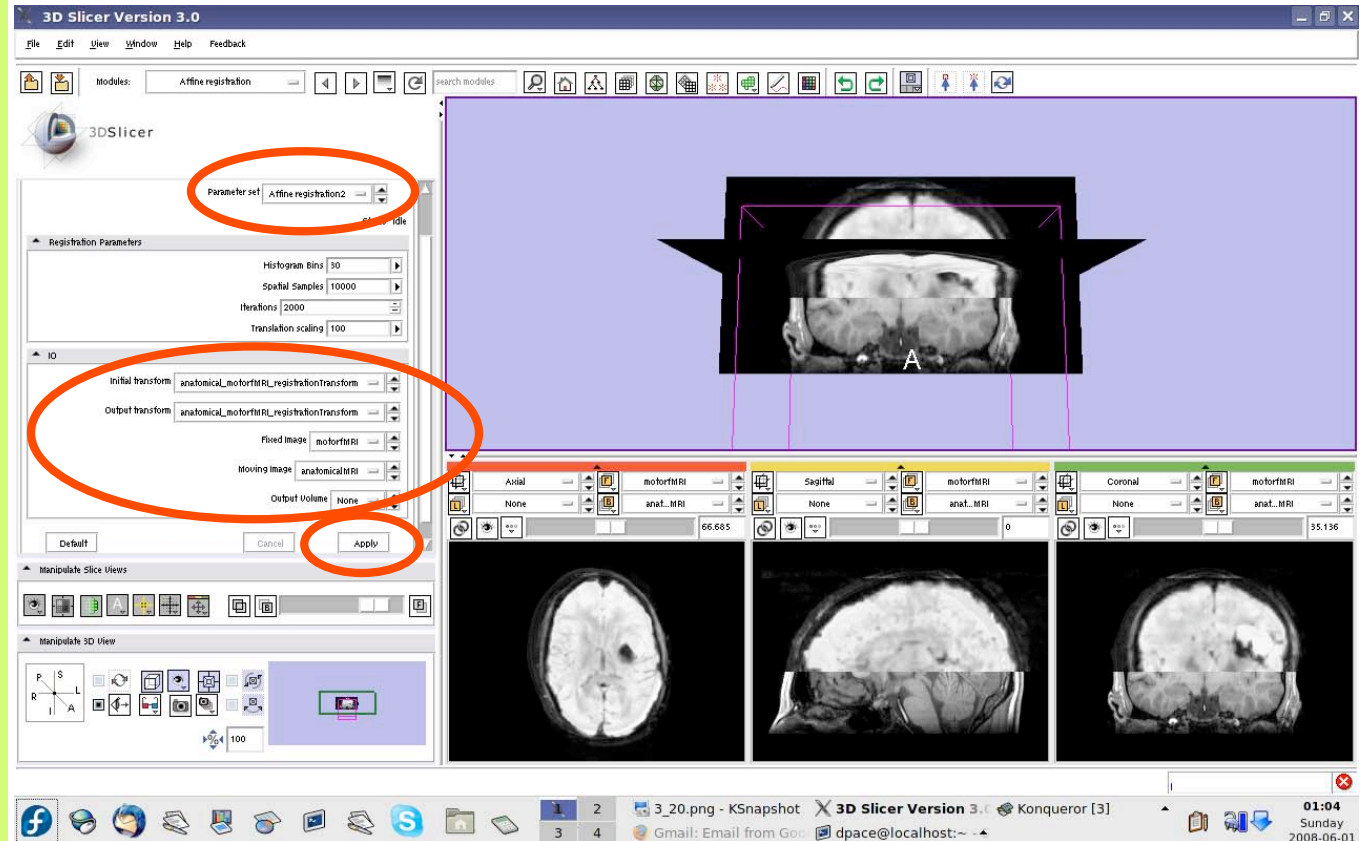 3D Slicer Version 3.0
File Edit View Window Help Feedback
Modules: Affine registration search modules
3DSlicer
Parameter set Affine registration2
Idle
Registration Parameters
Histogram Bins 30
Spatial Samples 10000
Iterations 2000
Translation scaling 100
IO
Initial transform anatomical_motorfMRI_registrationTransform
Output transform anatomical_motorfMRI_registrationTransform
Fixed Image motorfMRI
Moving Image anatomicalMRI
Output Volume None
Default Cancel Apply
Manipulate Slice Views
Manipulate 3D View
P S
R L
I A
% 100
A
Axial motorfMRI
None anat...MRI
66.685
Sagittal motorfMRI
None anat...MRI
0
Coronal motorfMRI
None anat...MRI
35.136
1 2
3 4
3_20.png - KSnapshot
3D Slicer Version 3.
Konqueror [3]
Gmail: Email from Goo
dpace@localhost:~ -
01:04
Sunday
2008-06-01